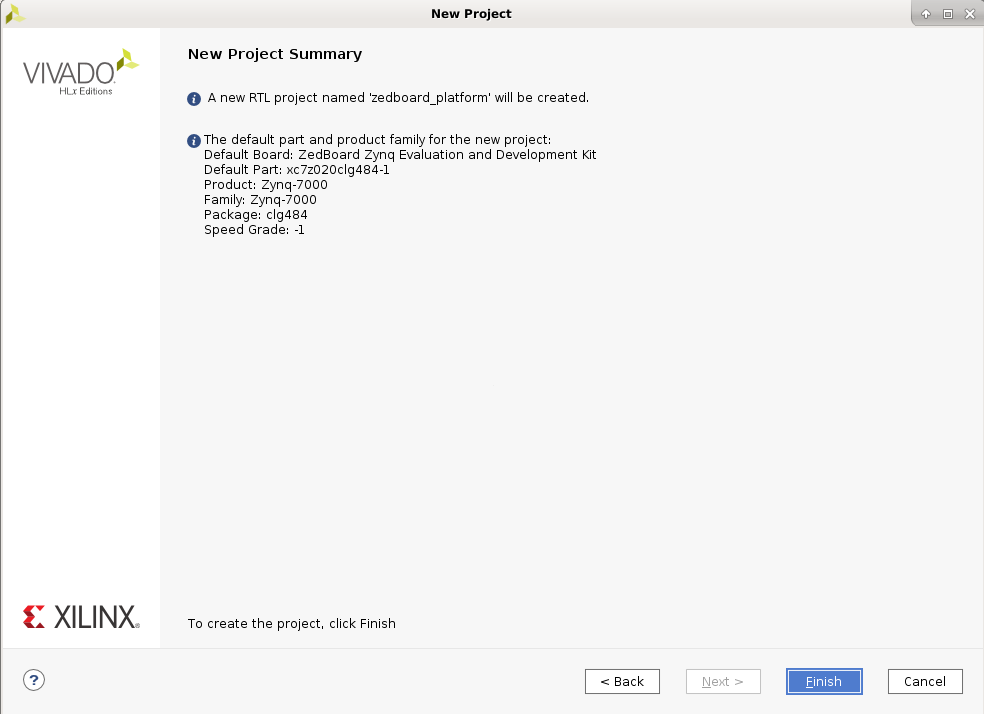 New Project
VIVADO
HLx Editions
New Project Summary
A new RTL project named 'zedboard_platform' will be created.
The default part and product family for the new project:
Default Board: ZedBoard Zynq Evaluation and Development Kit
Default Part: xc7z020clg484-1
Product: Zynq-7000
Family: Zynq-7000
Package: clg484
Speed Grade: -1
XILINX
To create the project, click Finish
?
< Back
Next >
Finish
Cancel